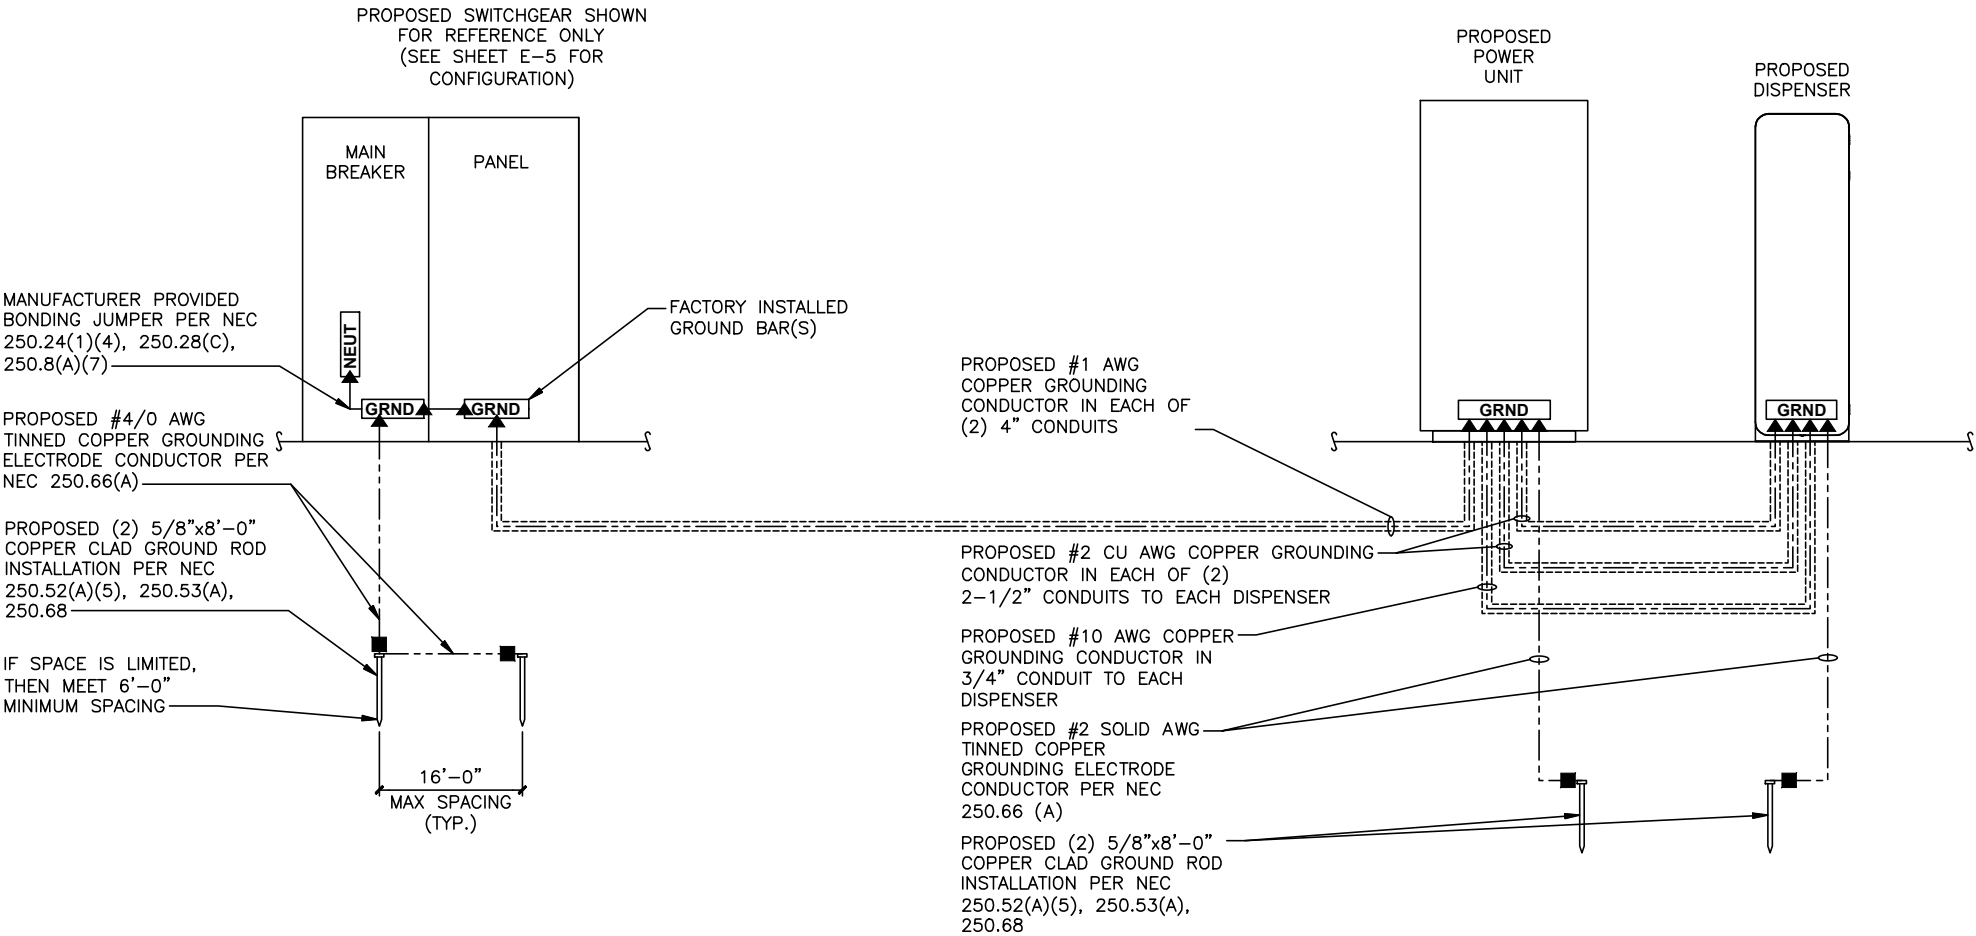 PROPOSED SWITCHGEAR SHOWN
FOR REFERENCE ONLY
(SEE SHEET E-5 FOR
CONFIGURATION)
MAIN
BREAKER
PANEL
MANUFACTURER PROVIDED
BONDING JUMPER PER NEC
250.24(1)(4), 250.28(C),
250.8(A)(7)
NEUT
GRND
GRND
FACTORY INSTALLED
GROUND BAR(S)
PROPOSED #4/0 AWG
TINNED COPPER GROUNDING
ELECTRODE CONDUCTOR PER
NEC 250.66(A)
PROPOSED (2) 5/8"x8'-0"
COPPER CLAD GROUND ROD
INSTALLATION PER NEC
250.52(A)(5), 250.53(A),
250.68
IF SPACE IS LIMITED,
THEN MEET 6'-0"
MINIMUM SPACING
16'-0"
MAX SPACING
(TYP.)
PROPOSED
POWER
UNIT
PROPOSED
DISPENSER
GRND
GRND
PROPOSED #1 AWG
COPPER GROUNDING
CONDUCTOR IN EACH OF
(2) 4" CONDUITS
PROPOSED #2 CU AWG COPPER GROUNDING
CONDUCTOR IN EACH OF (2)
2-1/2" CONDUITS TO EACH DISPENSER
PROPOSED #10 AWG COPPER
GROUNDING CONDUCTOR IN
3/4" CONDUIT TO EACH
DISPENSER
PROPOSED #2 SOLID AWG
TINNED COPPER
GROUNDING ELECTRODE
CONDUCTOR PER NEC
250.66 (A)
PROPOSED (2) 5/8"x8'-0"
COPPER CLAD GROUND ROD
INSTALLATION PER NEC
250.52(A)(5), 250.53(A),
250.68